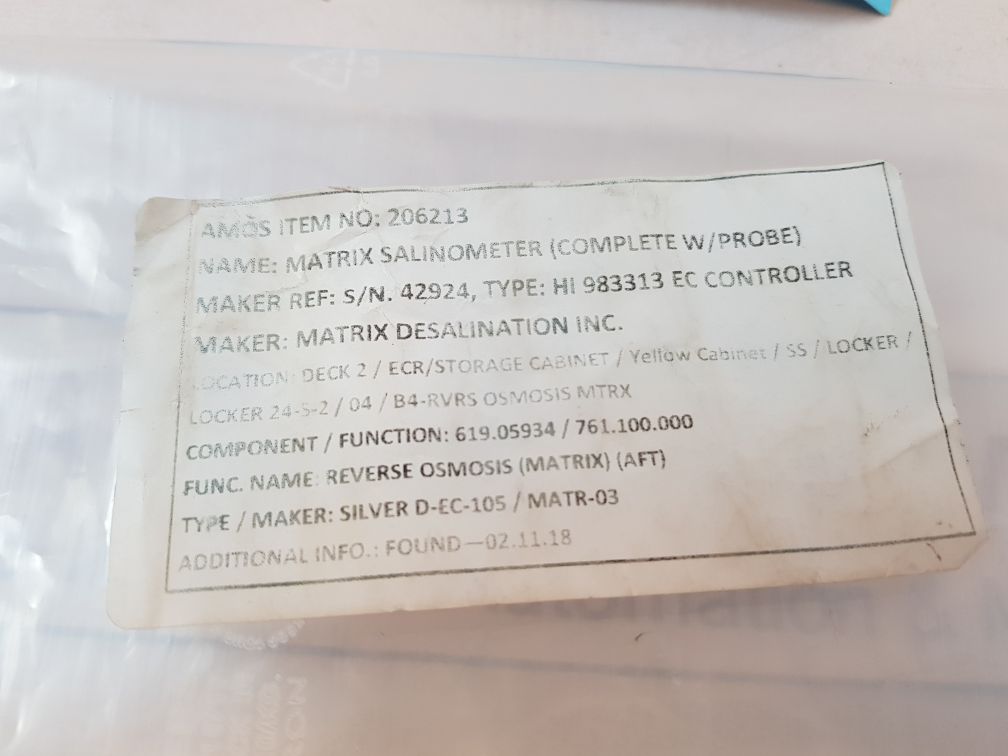 AMOS ITEM NO: 206213
NAME: MATRIX SALINOMETER (COMPLETE W/PROBE)
MAKER REF: S/N. 42924, TYPE: HI 983313 EC CONTROLLER
MAKER: MATRIX DESALINATION INC.
LOCATION: DECK 2 / ECR/STORAGE CABINET / Yellow Cabinet / SS / LOCKER /
LOCKER 24-5-2 / 04 / B4-RVRS OSMOSIS MTRX
COMPONENT / FUNCTION: 619.05934 / 761.100.000
FUNC. NAME: REVERSE OSMOSIS (MATRIX) (AFT)
TYPE / MAKER: SILVER D-EC-105 / MATR-03
ADDITIONAL INFO.: FOUND—02.11.18